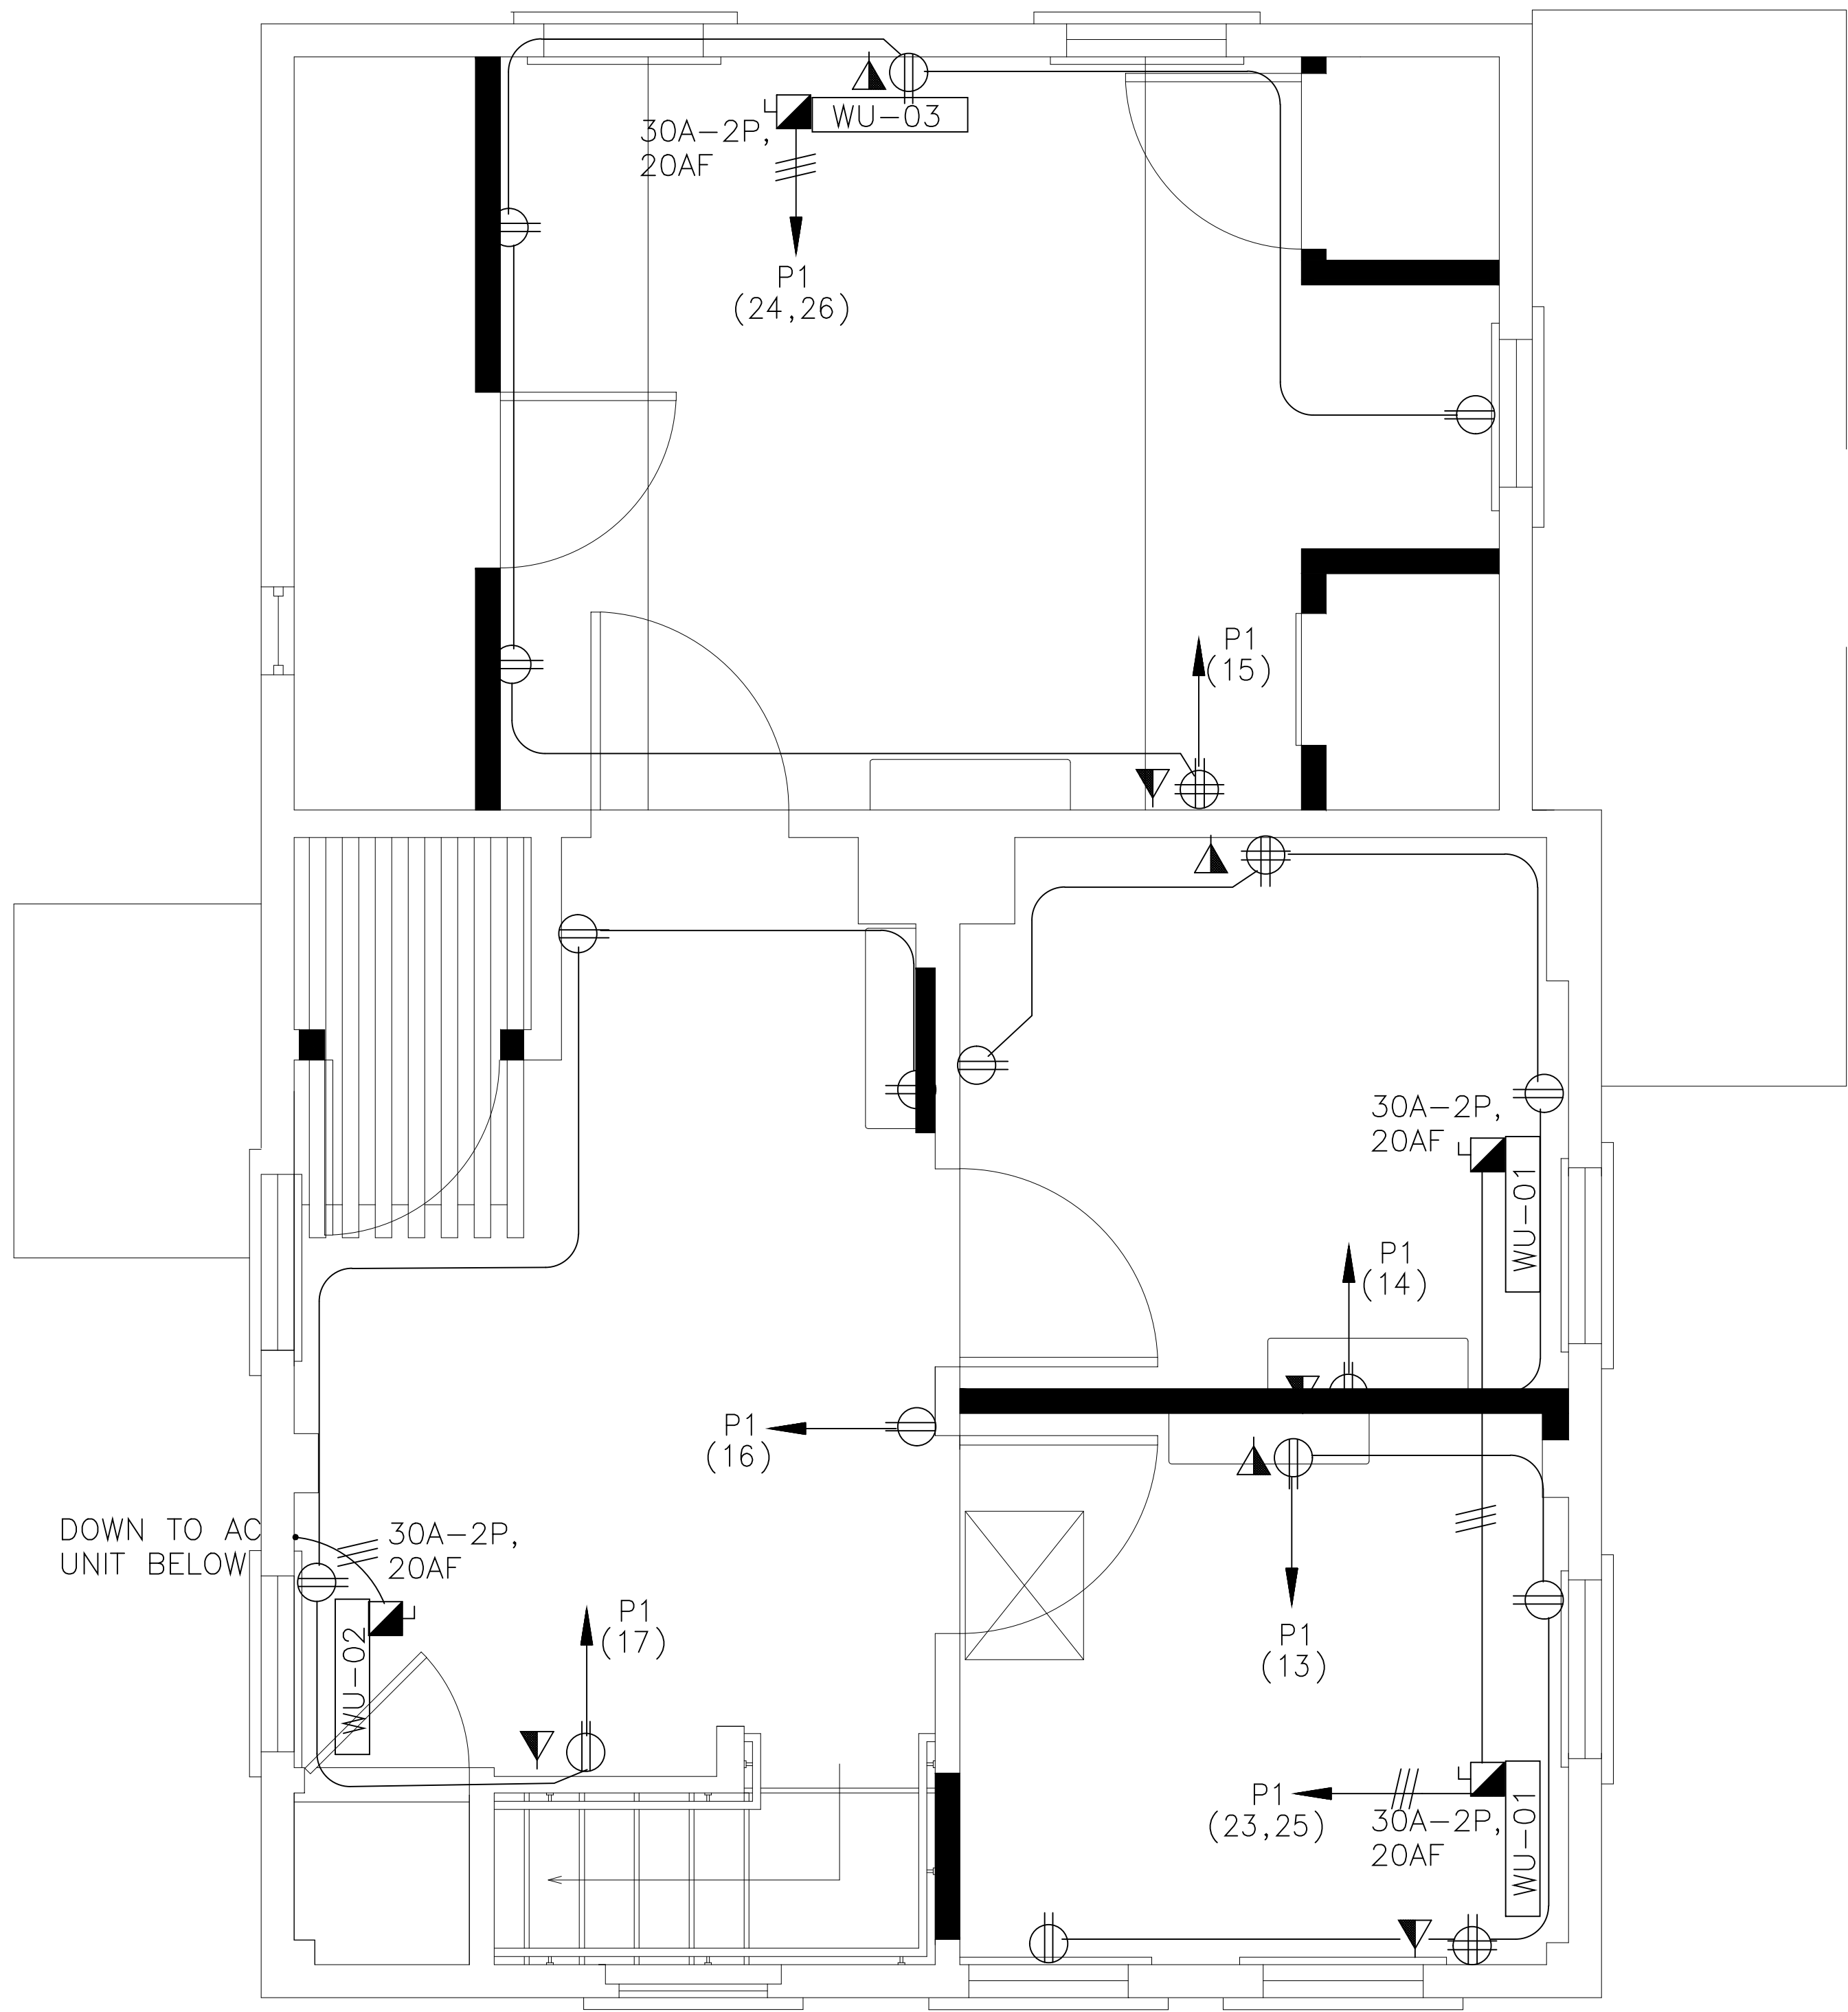 WU-03
30A-2P,
20AF
P1
(24,26)
P1
(15)
30A-2P,
20AF
WU-01
P1
(14)
P1
(16)
DOWN TO AC
UNIT BELOW
30A-2P,
20AF
WU-02
P1
(17)
P1
(13)
P1
(23,25)
30A-2P,
20AF
WU-01